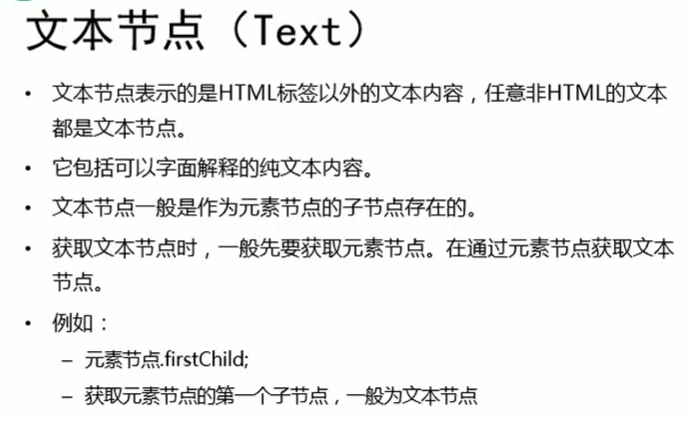 文本节点（Text）
• 文本节点表示的是HTML标签以外的文本内容，任意非HTML的文本
都是文本节点。
• 它包括可以字面解释的纯文本内容。
• 文本节点一般是作为元素节点的子节点存在的。
• 获取文本节点时，一般先要获取元素节点。在通过元素节点获取文本
节点。
• 例如：
– 元素节点.firstChild;
– 获取元素节点的第一个子节点，一般为文本节点